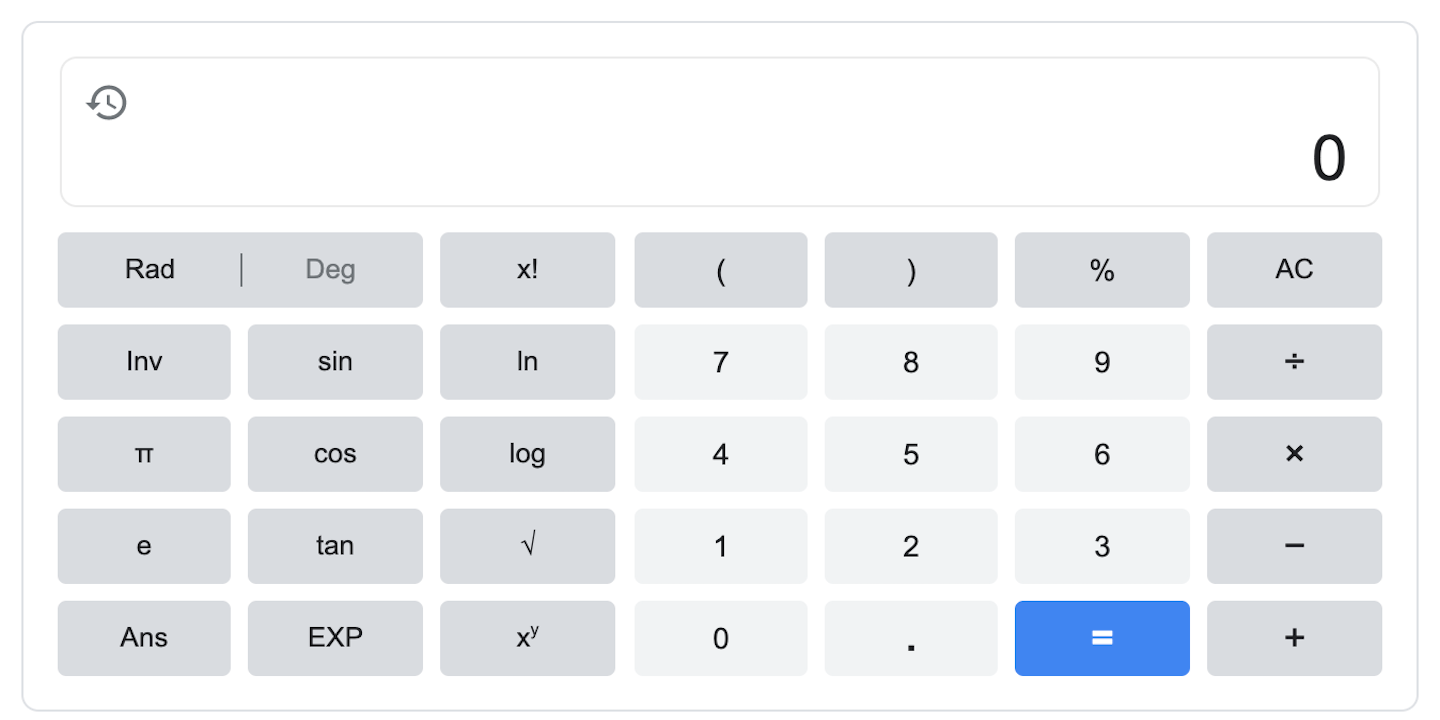 0
Rad | Deg x! ( ) % AC
Inv sin ln 7 8 9 ÷
π cos log 4 5 6 ×
e tan √ 1 2 3 −
Ans EXP xʸ 0 . = +